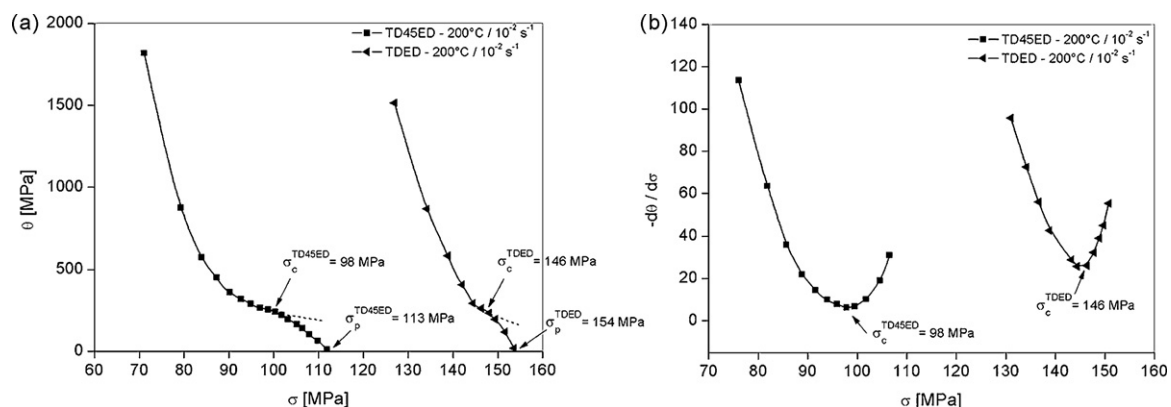 (a)
2000
1500
1000
500
0
θ [MPa]
TD45ED - 200°C / 10⁻² s⁻¹
TDED - 200°C / 10⁻² s⁻¹
σc^TD45ED = 98 MPa
σp^TD45ED = 113 MPa
σc^TDED = 146 MPa
σp^TDED = 154 MPa
60 70 80 90 100 110 120 130 140 150 160
σ [MPa]
(b)
140
120
100
80
60
40
20
0
-dθ / dσ
TD45ED - 200°C / 10⁻² s⁻¹
TDED - 200°C / 10⁻² s⁻¹
σc^TDED = 146 MPa
σc^TD45ED = 98 MPa
70 80 90 100 110 120 130 140 150 160
σ [MPa]